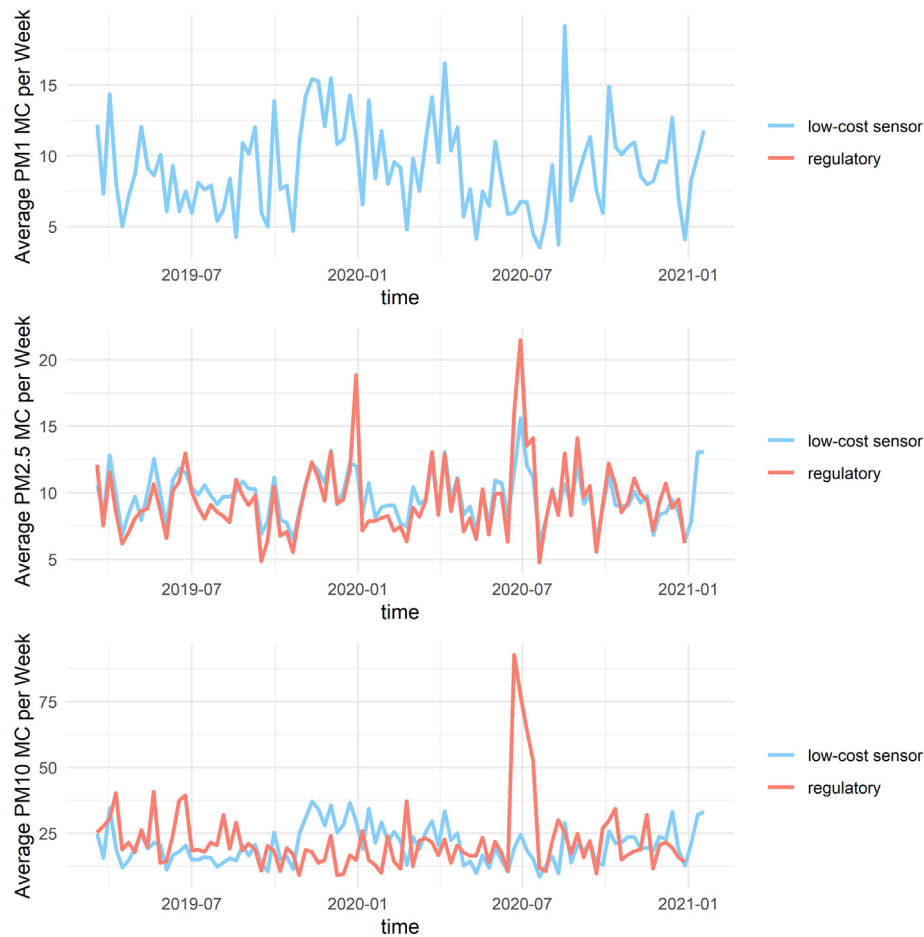 Average PM1 MC per Week
15
10
5
2019-07
2020-01
2020-07
2021-01
time
low-cost sensor
regulatory
Average PM2.5 MC per Week
20
15
10
5
2019-07
2020-01
2020-07
2021-01
time
low-cost sensor
regulatory
Average PM10 MC per Week
75
50
25
2019-07
2020-01
2020-07
2021-01
time
low-cost sensor
regulatory